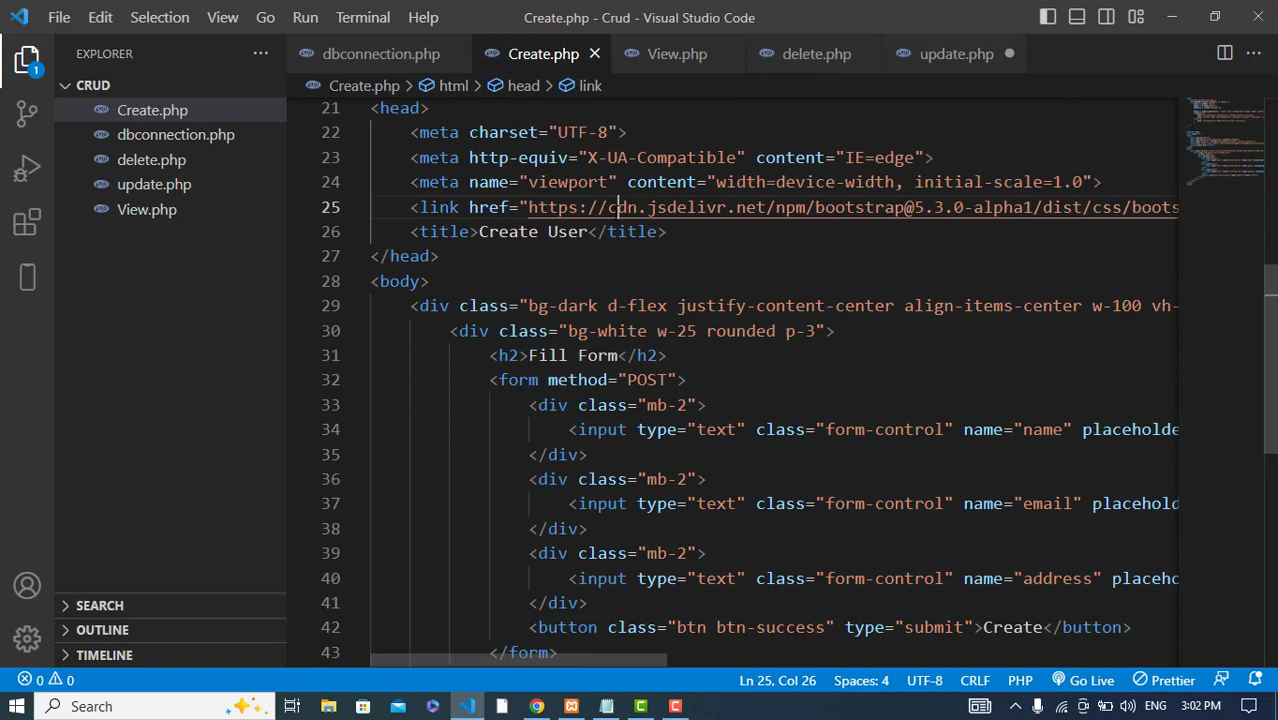 File Edit Selection View Go Run Terminal Help
Create.php - Crud - Visual Studio Code
EXPLORER
1
CRUD
Create.php
dbconnection.php
delete.php
update.php
View.php
SEARCH
OUTLINE
TIMELINE
dbconnection.php Create.php View.php delete.php update.php
Create.php > html > head > link
21 <head>
22 <meta charset="UTF-8">
23 <meta http-equiv="X-UA-Compatible" content="IE=edge">
24 <meta name="viewport" content="width=device-width, initial-scale=1.0">
25 <link href="https://cdn.jsdelivr.net/npm/bootstrap@5.3.0-alpha1/dist/css/boots
26 <title>Create User</title>
27 </head>
28 <body>
29 <div class="bg-dark d-flex justify-content-center align-items-center w-100 vh-
30 <div class="bg-white w-25 rounded p-3">
31 <h2>Fill Form</h2>
32 <form method="POST">
33 <div class="mb-2">
34 <input type="text" class="form-control" name="name" placeholde
35 </div>
36 <div class="mb-2">
37 <input type="text" class="form-control" name="email" placehol
38 </div>
39 <div class="mb-2">
40 <input type="text" class="form-control" name="address" placeho
41 </div>
42 <button class="btn btn-success" type="submit">Create</button>
43 </form>
0 0
Ln 25, Col 26 Spaces: 4 UTF-8 CRLF PHP Go Live Prettier
Search
ENG 3:02 PM